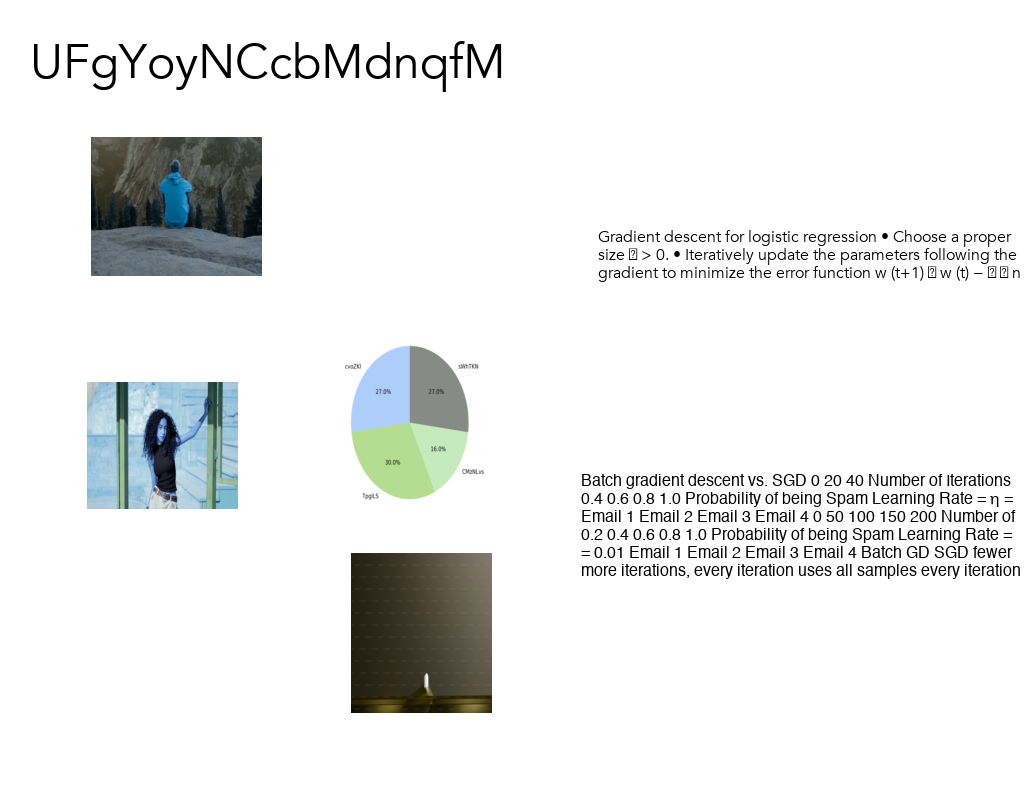 UFgYoyNCcbMdnqfM
Gradient descent for logistic regression • Choose a proper
size > 0. • Iteratively update the parameters following the
gradient to minimize the error function w (t+1) w (t) − n
cvoZKI
sWhTKN
27.0%
27.0%
16.0%
30.0%
CMzNLvs
TpglLS
Batch gradient descent vs. SGD 0 20 40 Number of Iterations
0.4 0.6 0.8 1.0 Probability of being Spam Learning Rate = η =
Email 1 Email 2 Email 3 Email 4 0 50 100 150 200 Number of
0.2 0.4 0.6 0.8 1.0 Probability of being Spam Learning Rate =
= 0.01 Email 1 Email 2 Email 3 Email 4 Batch GD SGD fewer
more iterations, every iteration uses all samples every iteration